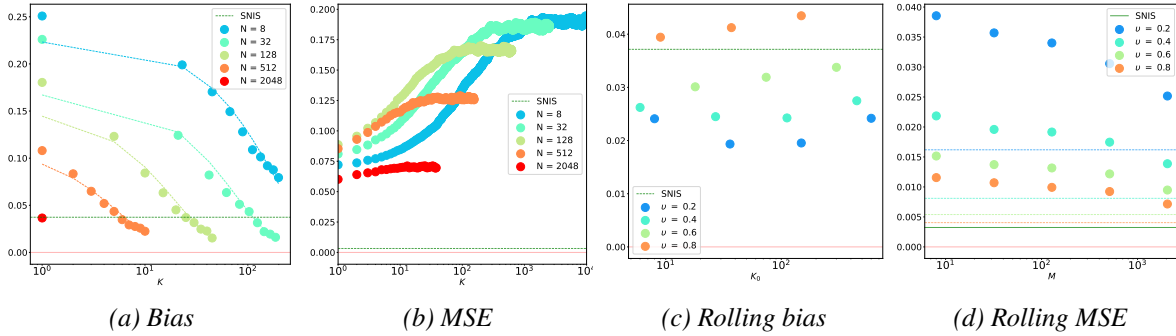 0.25
0.20
0.15
0.10
0.05
0.00
10⁰
10¹
10²
K
SNIS
N = 8
N = 32
N = 128
N = 512
N = 2048
(a) Bias
0.200
0.175
0.150
0.125
0.100
0.075
0.050
0.025
0.000
10⁰
10¹
10²
10³
10⁴
K
SNIS
N = 8
N = 32
N = 128
N = 512
N = 2048
(b) MSE
0.04
0.03
0.02
0.01
0.00
10¹
10²
K₀
SNIS
υ = 0.2
υ = 0.4
υ = 0.6
υ = 0.8
(c) Rolling bias
0.040
0.035
0.030
0.025
0.020
0.015
0.010
0.005
0.000
10¹
10²
10³
M
SNIS
υ = 0.2
υ = 0.4
υ = 0.6
υ = 0.8
(d) Rolling MSE